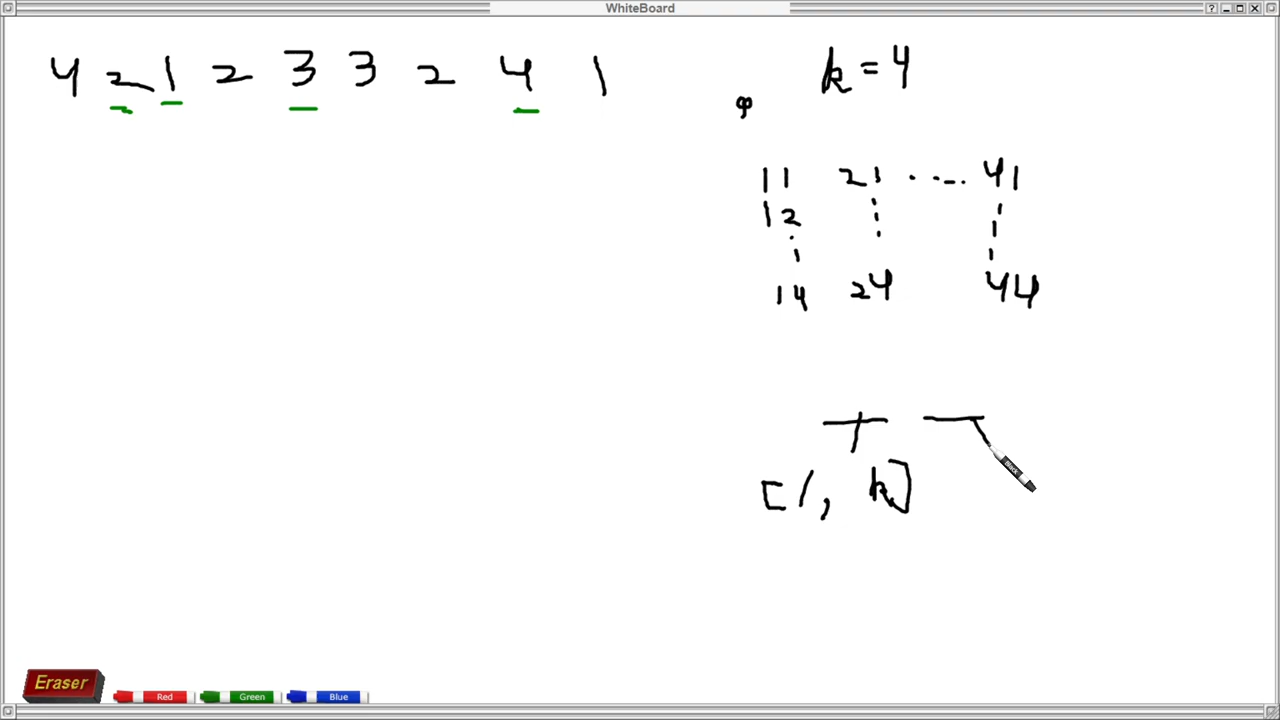 WhiteBoard
4 2 1 2 3 3 2 4 1
k = 4
φ
11 21 ..... 41
12
14 24 44
[1, k]
Black
Eraser Red Green Blue